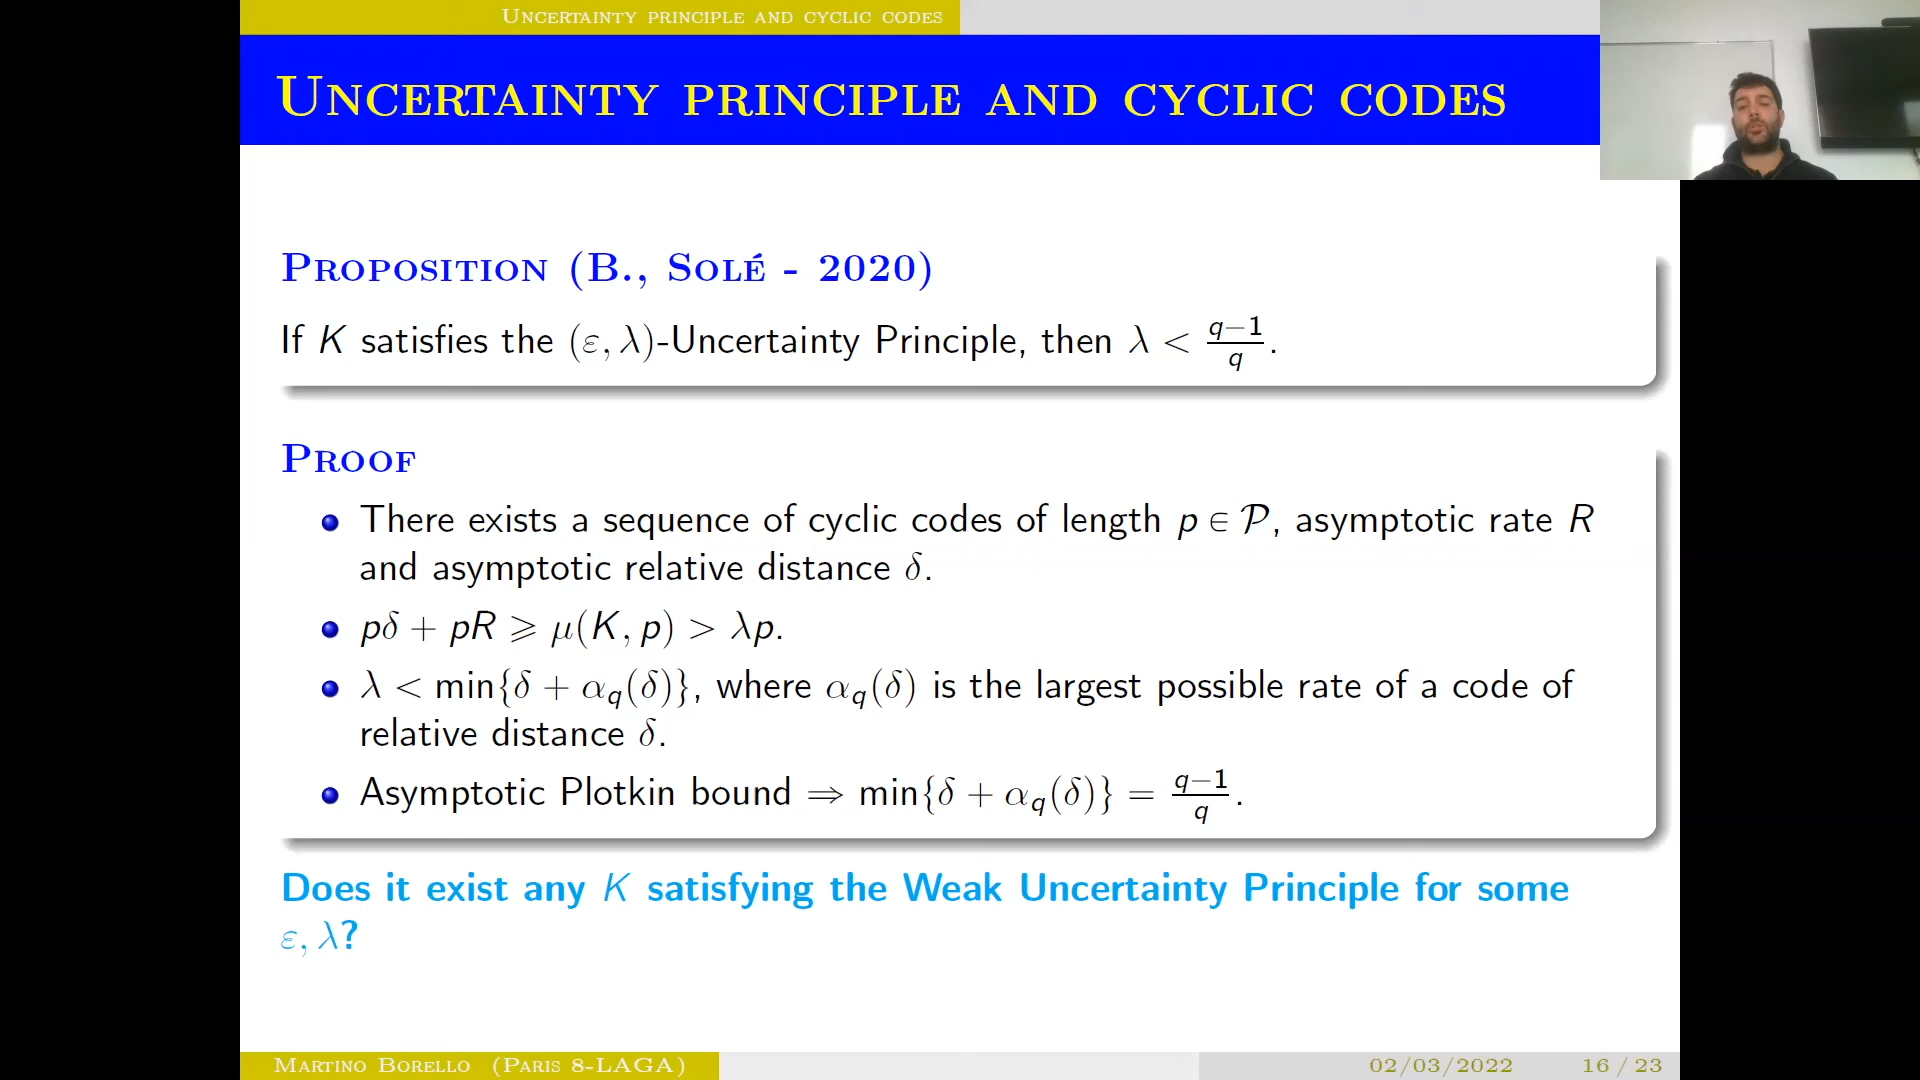 Uncertainty principle and cyclic codes
Uncertainty principle and cyclic codes
Proposition (B., Solé - 2020)
If K satisfies the (ε, λ)-Uncertainty Principle, then λ < \frac{q−1}{q}.
Proof
There exists a sequence of cyclic codes of length p ∈ 𝒫, asymptotic rate R
and asymptotic relative distance δ.
pδ + pR ⩾ μ(K, p) > λp.
λ < min{δ + α_q(δ)}, where α_q(δ) is the largest possible rate of a code of
relative distance δ.
Asymptotic Plotkin bound ⇒ min{δ + α_q(δ)} = \frac{q−1}{q}.
Does it exist any K satisfying the Weak Uncertainty Principle for some
ε, λ?
Martino Borello (Paris 8-LAGA) 02/03/2022 16 / 23